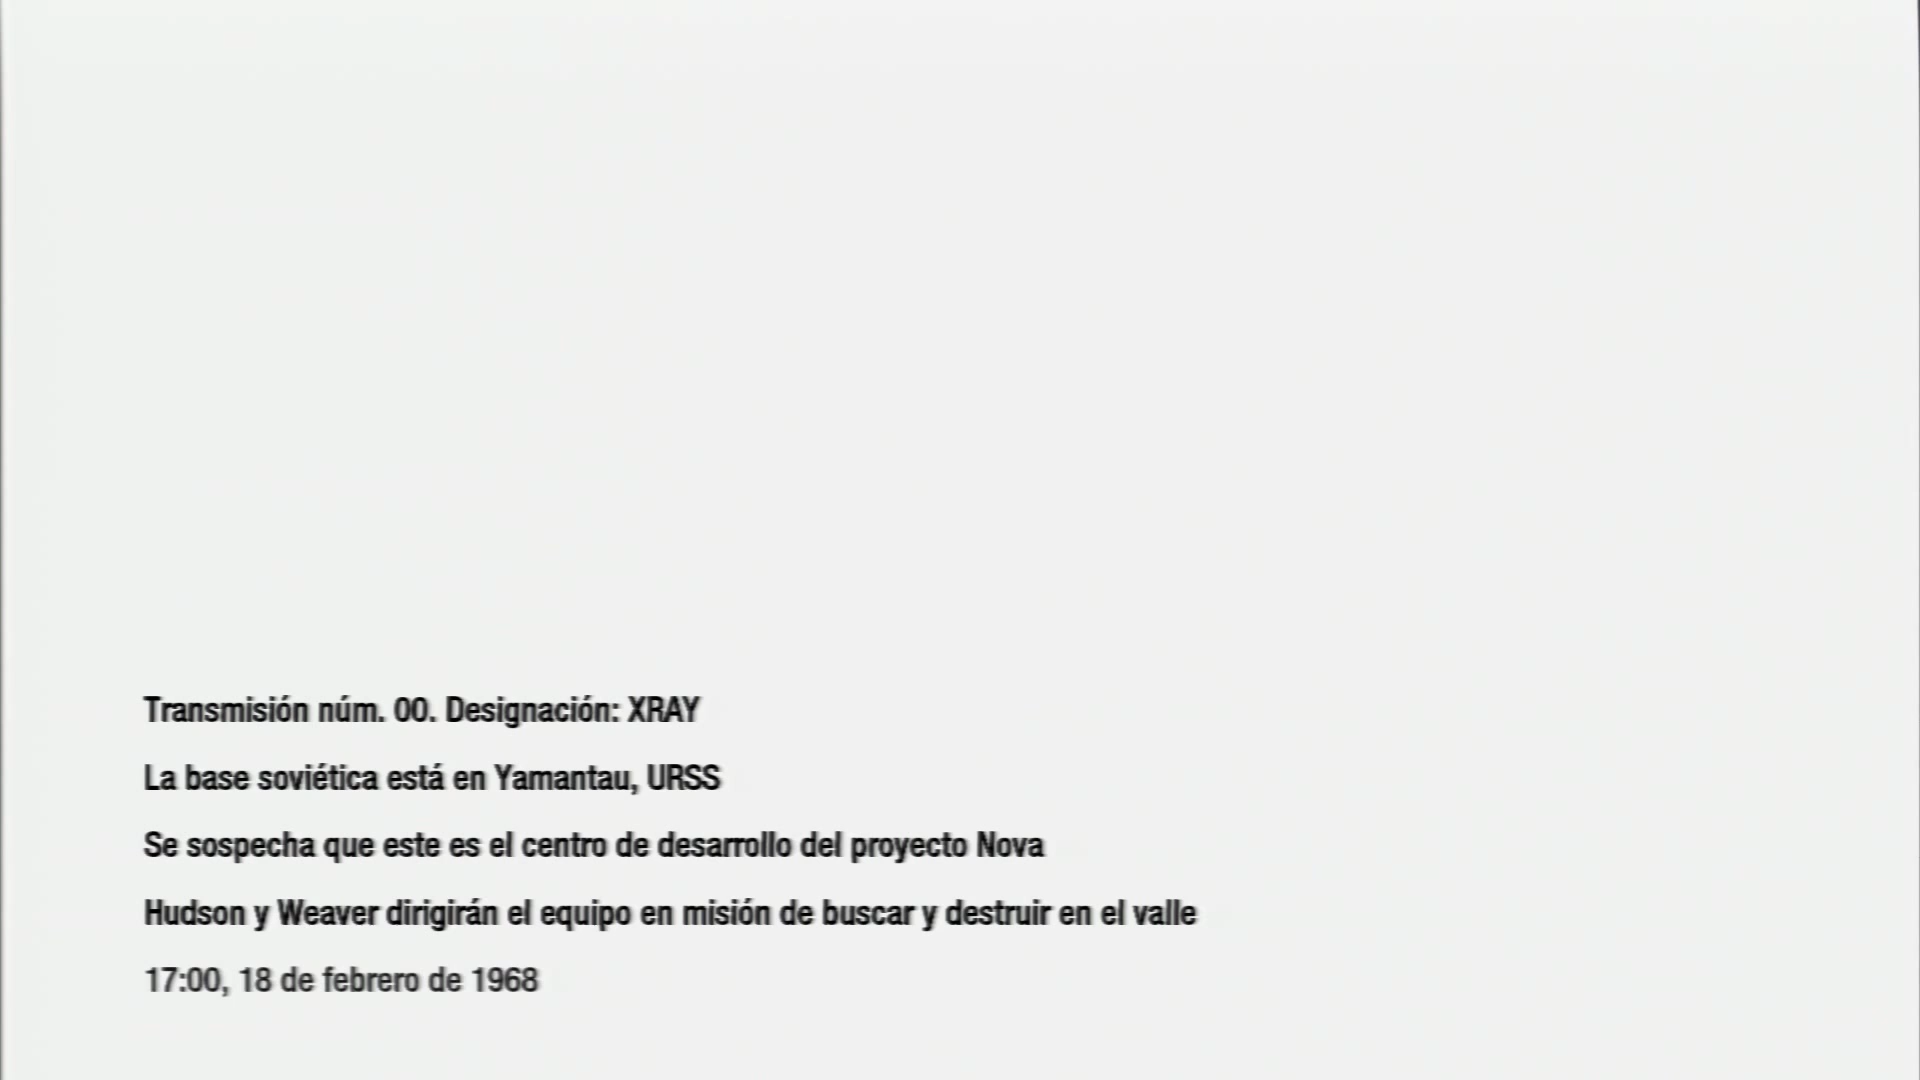 Transmisión núm. 00. Designación: XRAY
La base soviética está en Yamantau, URSS
Se sospecha que este es el centro de desarrollo del proyecto Nova
Hudson y Weaver dirigirán el equipo en misión de buscar y destruir en el valle
17:00, 18 de febrero de 1968